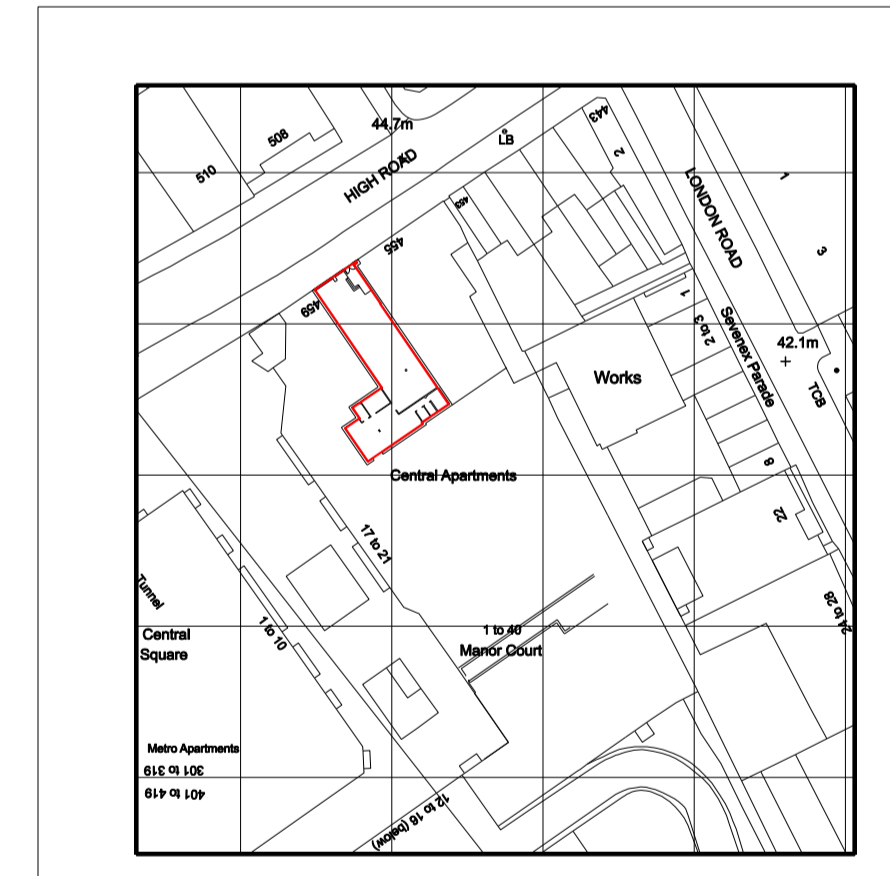 44.7m
LB
443
508
510
2
HIGH ROAD
1
LONDON ROAD
453
455
3
459
1
2 to 3
Sevenex Parade
42.1m
Works
TCB
8
Central Apartments
22
17 to 21
Tunnel
24 to 28
1 to 10
1 to 40
Manor Court
Central
Square
Metro Apartments
301 to 319
401 to 419
12 to 16 (below)